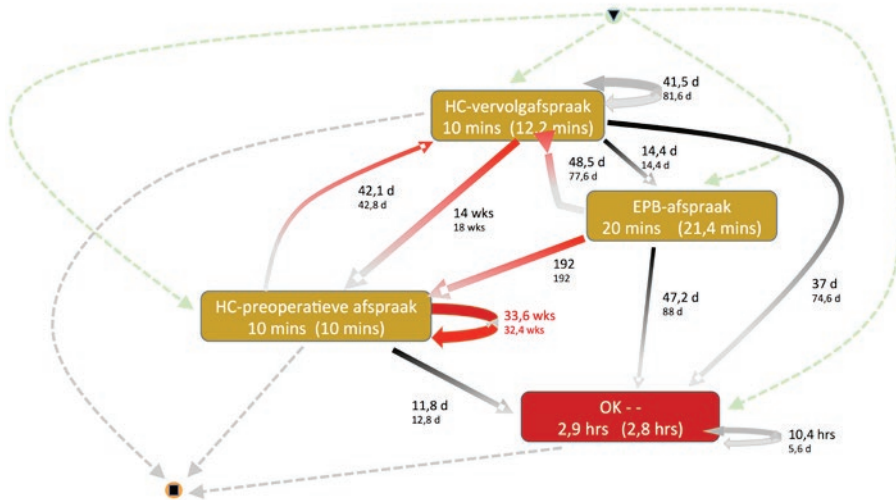 41,5 d
81,6 d
HC-vervolgafspraak
10 mins (12,2 mins)
48,5 d
77,6 d
14,4 d
14,4 d
42,1 d
42,8 d
14 wks
18 wks
EPB-afspraak
20 mins (21,4 mins)
192
192
37 d
74,6 d
47,2 d
88 d
HC-preoperatieve afspraak
10 mins (10 mins)
33,6 wks
32,4 wks
11,8 d
12,8 d
OK - -
2,9 hrs (2,8 hrs)
10,4 hrs
5,6 d